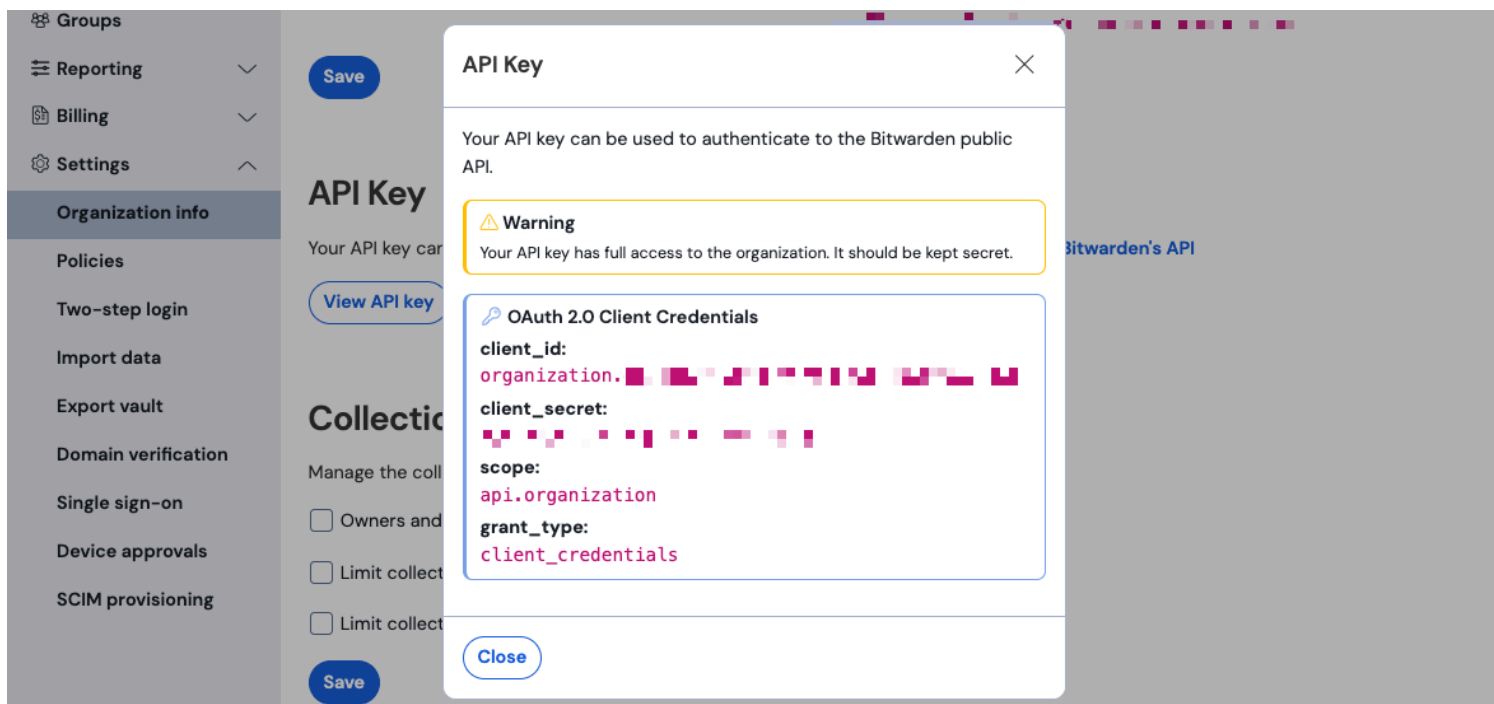 Groups
Reporting
Billing
Settings
Organization info
Policies
Two-step login
Import data
Export vault
Domain verification
Single sign-on
Device approvals
SCIM provisioning
Save
API Key
Your API key can
Bitwarden's API
View API key
Collectio
Manage the coll
Owners and
Limit collect
Limit collect
Save
API Key
Your API key can be used to authenticate to the Bitwarden public
API.
Warning
Your API key has full access to the organization. It should be kept secret.
OAuth 2.0 Client Credentials
client_id:
organization.
client_secret:
scope:
api.organization
grant_type:
client_credentials
Close